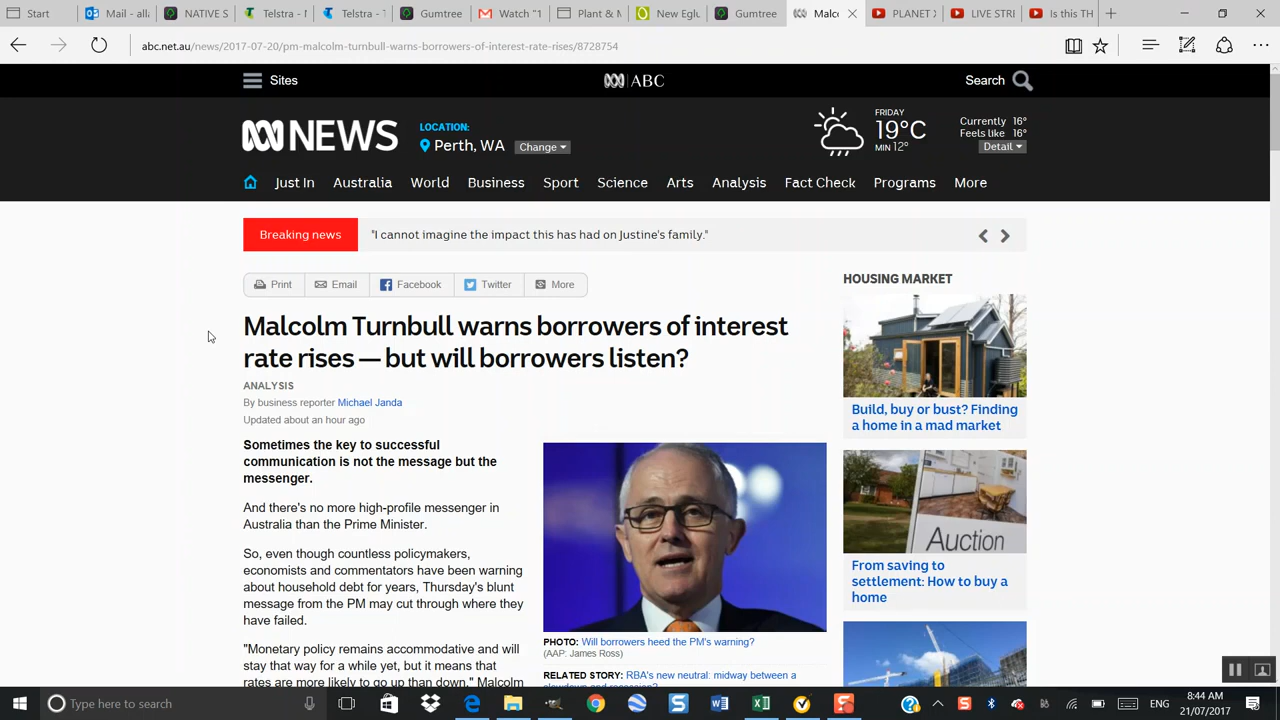 Start
Mail - alla
NATIVE S
Telstra - T
Telstra - T
Gumtree
Watch "1
Plant & M
New Eglu
Gumtree
Malc
PLANET X
LIVE STRI
Is this TH
abc.net.au/news/2017-07-20/pm-malcolm-turnbull-warns-borrowers-of-interest-rate-rises/8728754
Sites
ABC
Search
NEWS
LOCATION:
Perth, WA
Change
FRIDAY
19°C
MIN 12°
Currently 16°
Feels like 16°
Detail
Just In
Australia
World
Business
Sport
Science
Arts
Analysis
Fact Check
Programs
More
Breaking news
"I cannot imagine the impact this has had on Justine's family."
Print
Email
Facebook
Twitter
More
Malcolm Turnbull warns borrowers of interest
rate rises — but will borrowers listen?
ANALYSIS
By business reporter Michael Janda
Updated about an hour ago
Sometimes the key to successful
communication is not the message but the
messenger.
And there's no more high-profile messenger in
Australia than the Prime Minister.
So, even though countless policymakers,
economists and commentators have been warning
about household debt for years, Thursday's blunt
message from the PM may cut through where they
have failed.
"Monetary policy remains accommodative and will
stay that way for a while yet, but it means that
rates are more likely to go up than down," Malcolm
PHOTO: Will borrowers heed the PM's warning?
(AAP: James Ross)
RELATED STORY: RBA's new neutral: midway between a
slowdown and recession?
HOUSING MARKET
Build, buy or bust? Finding
a home in a mad market
Auction
From saving to
settlement: How to buy a
home
Type here to search
ENG
8:44 AM
21/07/2017